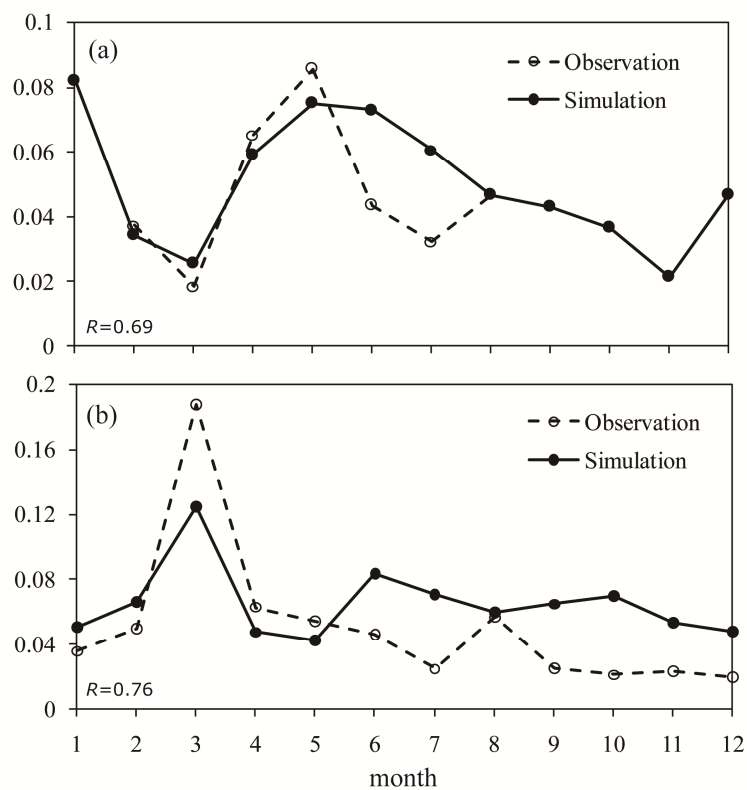 0.1
(a)
Observation
Simulation
0.08
0.06
0.04
0.02
R=0.69
0
0.2
(b)
Observation
Simulation
0.16
0.12
0.08
0.04
R=0.76
0
1 2 3 4 5 6 7 8 9 10 11 12
month